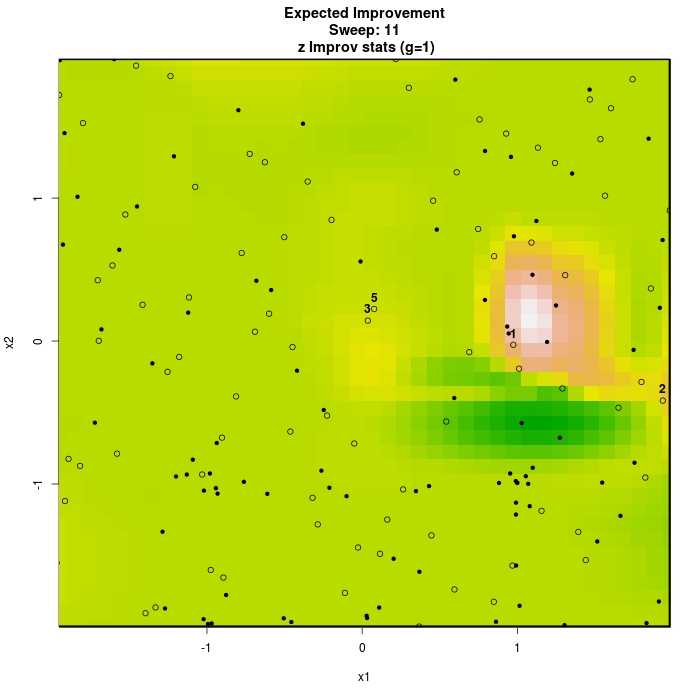 Expected Improvement
Sweep: 11
z Improv stats (g=1)
x2
1
0
-1
5
3
1
2
-1
0
1
x1